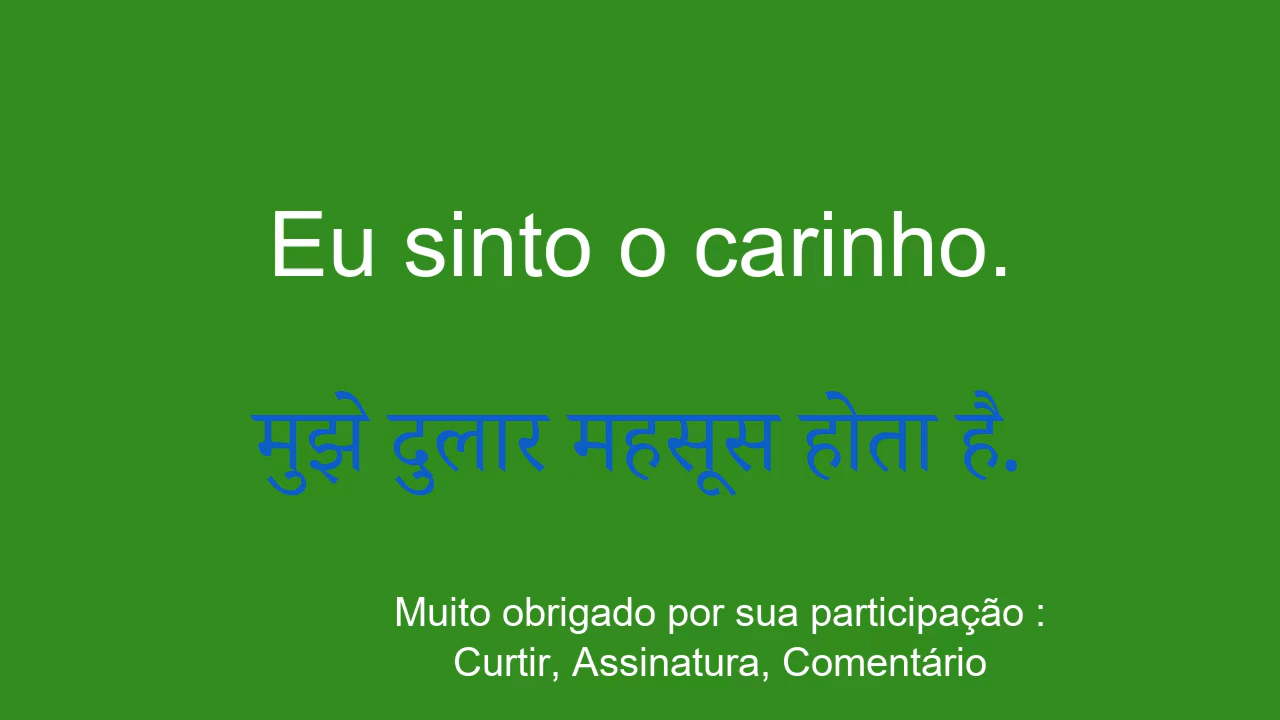 Eu sinto o carinho.
मुझे दुलार महसूस होता है.
Muito obrigado por sua participação :
Curtir, Assinatura, Comentário